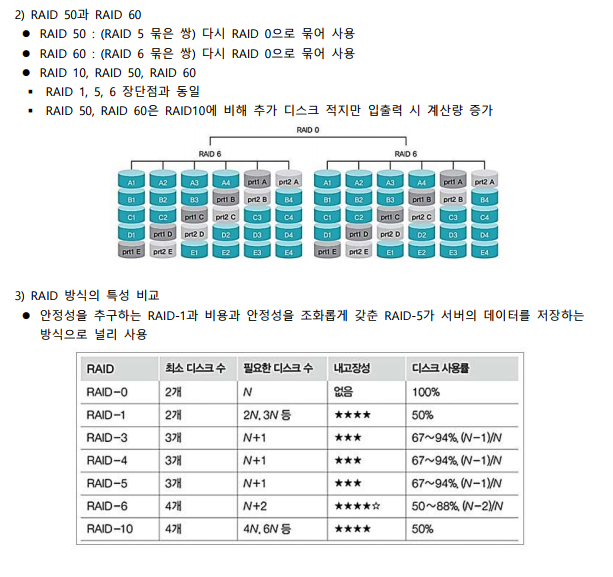 2) RAID 50과 RAID 60
● RAID 50 : (RAID 5 묶은 쌍) 다시 RAID 0으로 묶어 사용
● RAID 60 : (RAID 6 묶은 쌍) 다시 RAID 0으로 묶어 사용
● RAID 10, RAID 50, RAID 60
▪ RAID 1, 5, 6 장단점과 동일
▪ RAID 50, RAID 60은 RAID10에 비해 추가 디스크 적지만 입출력 시 계산량 증가
RAID 0
RAID 6 RAID 6
A1 A2 A3 A4 prt1 A prt2 A A1 A2 A3 A4 prt1 A prt2 A
B1 B2 B3 prt1 B prt2 B B4 B1 B2 B3 prt1 B prt2 B B4
C1 C2 prt1 C prt2 C C3 C4 C1 C2 prt1 C prt2 C C3 C4
D1 prt1 D prt2 D D2 D3 D4 D1 prt1 D prt2 D D2 D3 D4
prt1 E prt2 E E1 E2 E3 E4 prt1 E prt2 E E1 E2 E3 E4
3) RAID 방식의 특성 비교
● 안정성을 추구하는 RAID-1과 비용과 안정성을 조화롭게 갖춘 RAID-5가 서버의 데이터를 저장하는
방식으로 널리 사용
RAID 최소 디스크 수 필요한 디스크 수 내고장성 디스크 사용률
RAID-0 2개 N 없음 100%
RAID-1 2개 2N, 3N 등 ★★★★ 50%
RAID-3 3개 N+1 ★★★ 67~94%, (N-1)/N
RAID-4 3개 N+1 ★★★ 67~94%, (N-1)/N
RAID-5 3개 N+1 ★★★ 67~94%, (N-1)/N
RAID-6 4개 N+2 ★★★★☆ 50~88%, (N-2)/N
RAID-10 4개 4N, 6N 등 ★★★★ 50%